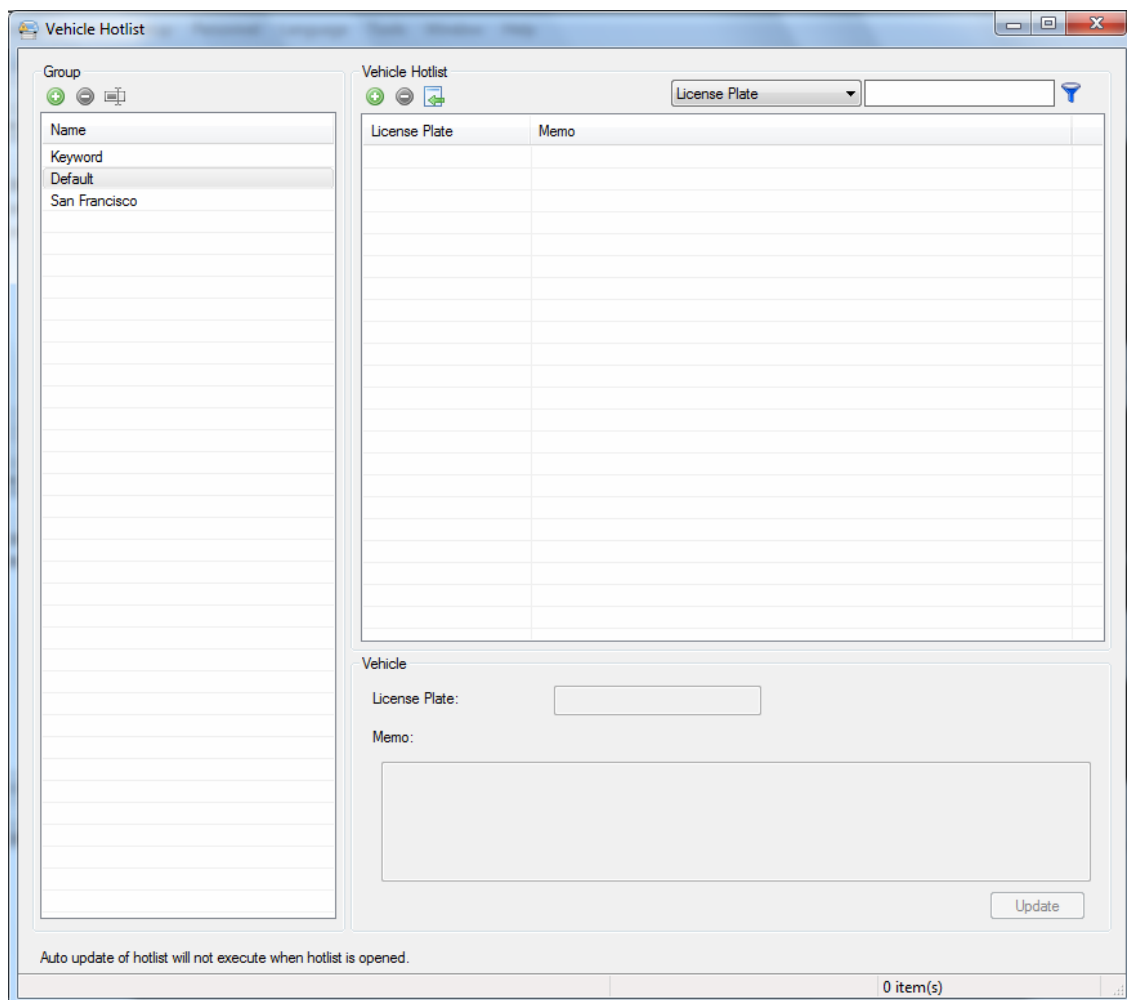 Vehicle Hotlist
Group
Name
Keyword
Default
San Francisco
Vehicle Hotlist
License Plate
License Plate Memo
Vehicle
License Plate:
Memo:
Update
Auto update of hotlist will not execute when hotlist is opened.
0 item(s)